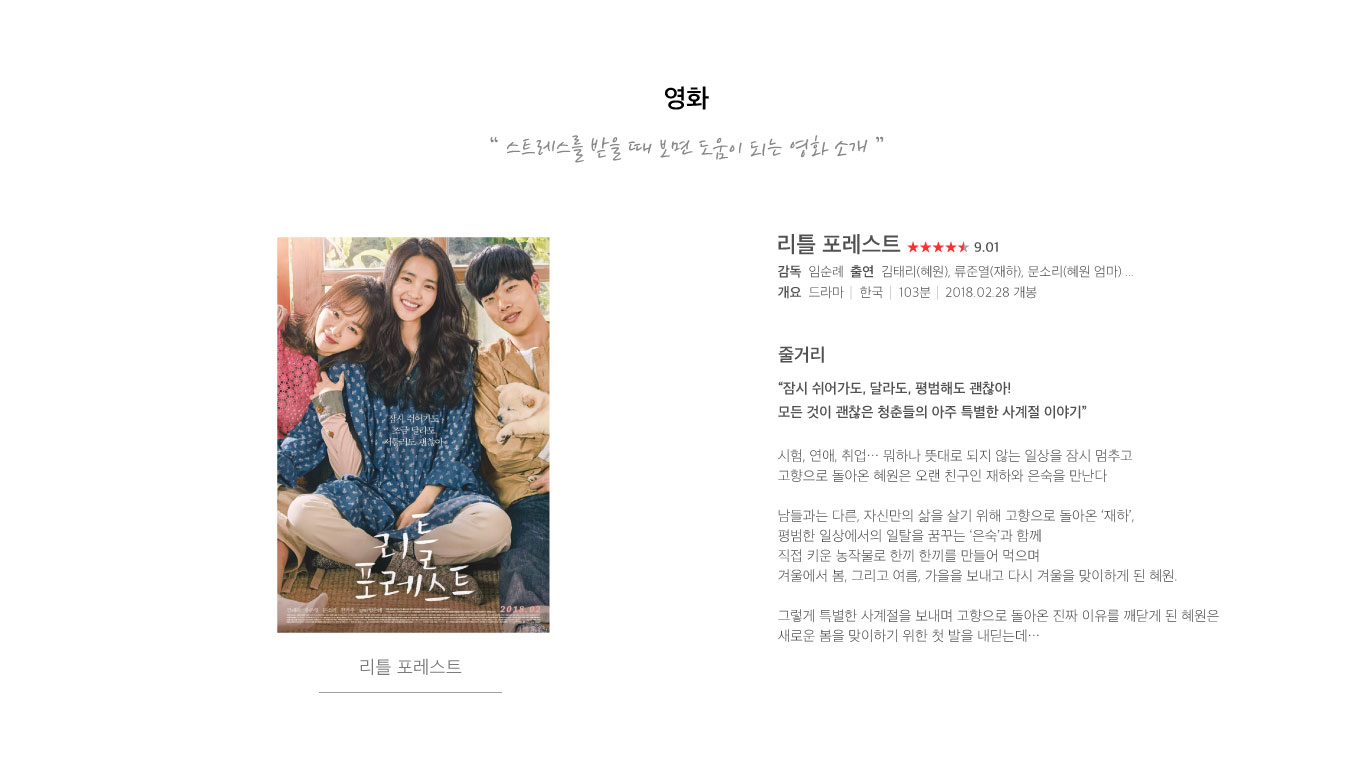 영화
“ 스트레스를 받을 때 보면 도움이 되는 영화 소개 ”
잠시 쉬어가도,
조금 달라도,
서툴러도 괜찮아
리틀
포레스트
2018.02
리틀 포레스트
리틀 포레스트 ★★★★★ 9.01
감독 임순례 출연 김태리(혜원), 류준열(재하), 문소리(혜원 엄마) ...
개요 드라마 | 한국 | 103분 | 2018.02.28 개봉
줄거리
“잠시 쉬어가도, 달라도, 평범해도 괜찮아!
모든 것이 괜찮은 청춘들의 아주 특별한 사계절 이야기”
시험, 연애, 취업… 뭐하나 뜻대로 되지 않는 일상을 잠시 멈추고
고향으로 돌아온 혜원은 오랜 친구인 재하와 은숙을 만난다
남들과는 다른, 자신만의 삶을 살기 위해 고향으로 돌아온 ‘재하’,
평범한 일상에서의 일탈을 꿈꾸는 ‘은숙’과 함께
직접 키운 농작물로 한끼 한끼를 만들어 먹으며
겨울에서 봄, 그리고 여름, 가을을 보내고 다시 겨울을 맞이하게 된 혜원.
그렇게 특별한 사계절을 보내며 고향으로 돌아온 진짜 이유를 깨닫게 된 혜원은
새로운 봄을 맞이하기 위한 첫 발을 내딛는데…